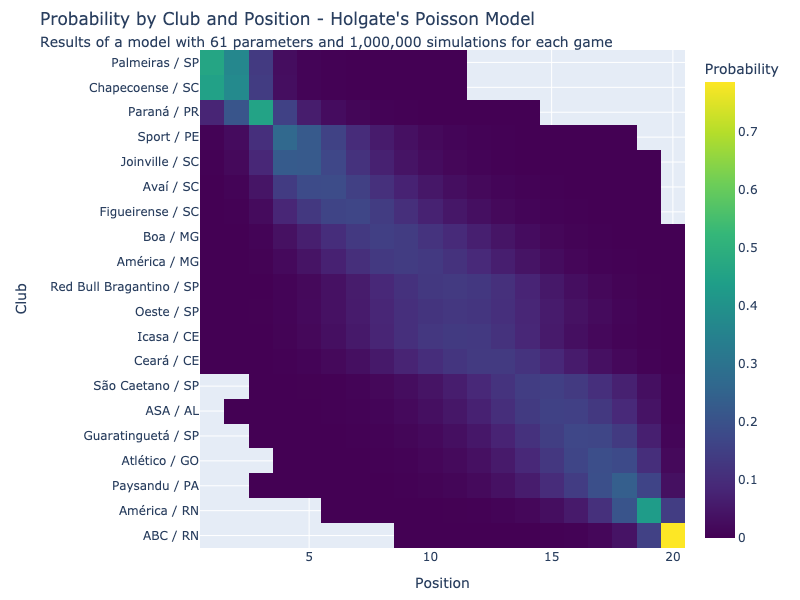 Probability by Club and Position - Holgate's Poisson Model
Results of a model with 61 parameters and 1,000,000 simulations for each game
Probability
Palmeiras / SP
Chapecoense / SC
Paraná / PR
Sport / PE
Joinville / SC
Avaí / SC
Figueirense / SC
Boa / MG
América / MG
Red Bull Bragantino / SP
Oeste / SP
Icasa / CE
Ceará / CE
São Caetano / SP
ASA / AL
Guaratinguetá / SP
Atlético / GO
Paysandu / PA
América / RN
ABC / RN
Club
5
10
15
20
Position
0.7
0.6
0.5
0.4
0.3
0.2
0.1
0